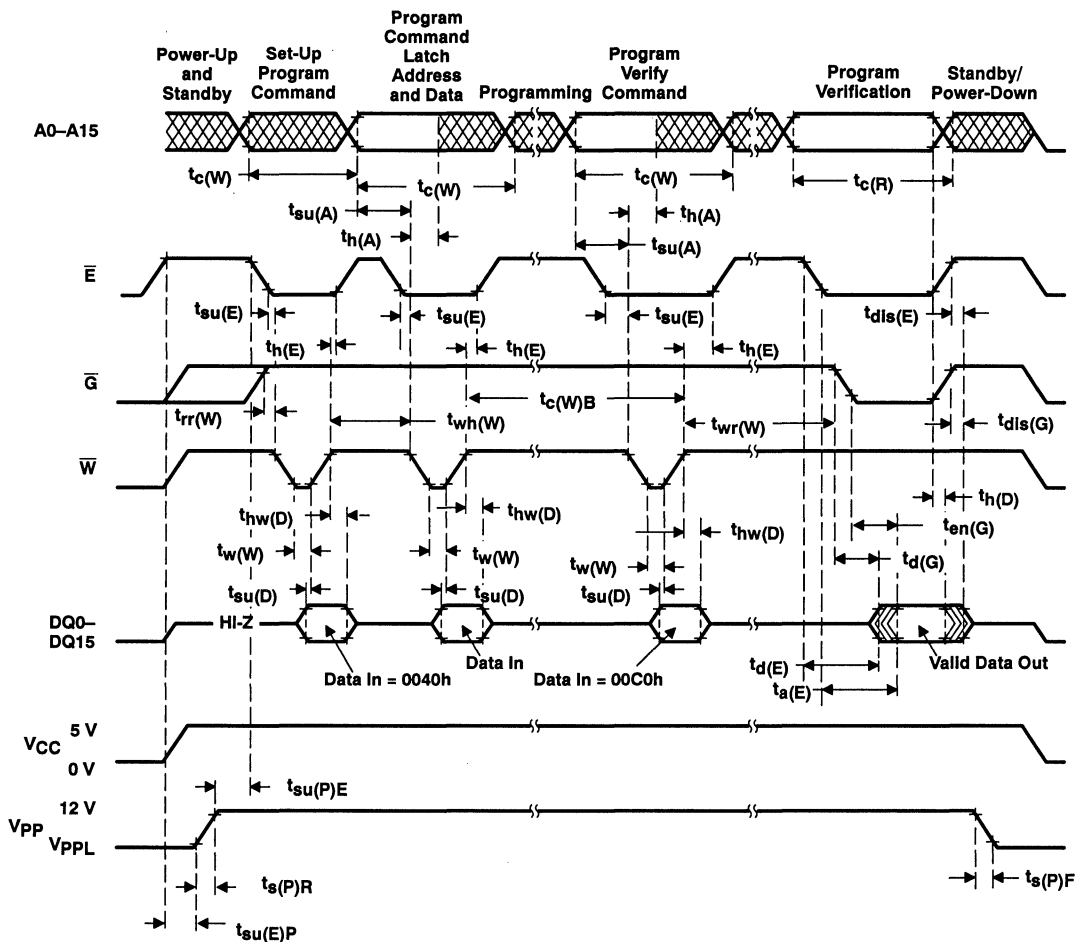 Power-Up
and
Standby
Set-Up
Program
Command
Program
Command
Latch
Address
and Data
Programming
Program
Verify
Command
Program
Verification
Standby/
Power-Down
A0–A15
tc(W)
tc(W)
tc(W)
tc(R)
tsu(A)
th(A)
th(A)
tsu(A)
E
tsu(E)
tsu(E)
tsu(E)
tdis(E)
th(E)
th(E)
th(E)
G
trr(W)
twh(W)
tc(W)B
twr(W)
tdis(G)
W
th(D)
thw(D)
thw(D)
thw(D)
ten(G)
tw(W)
tw(W)
tw(W)
td(G)
tsu(D)
tsu(D)
tsu(D)
DQ0–
DQ15
HI-Z
Data In = 0040h
Data In
Data In = 00C0h
Valid Data Out
td(E)
ta(E)
5 V
VCC
0 V
tsu(P)E
12 V
VPP
VPPL
ts(P)R
ts(P)F
tsu(E)P